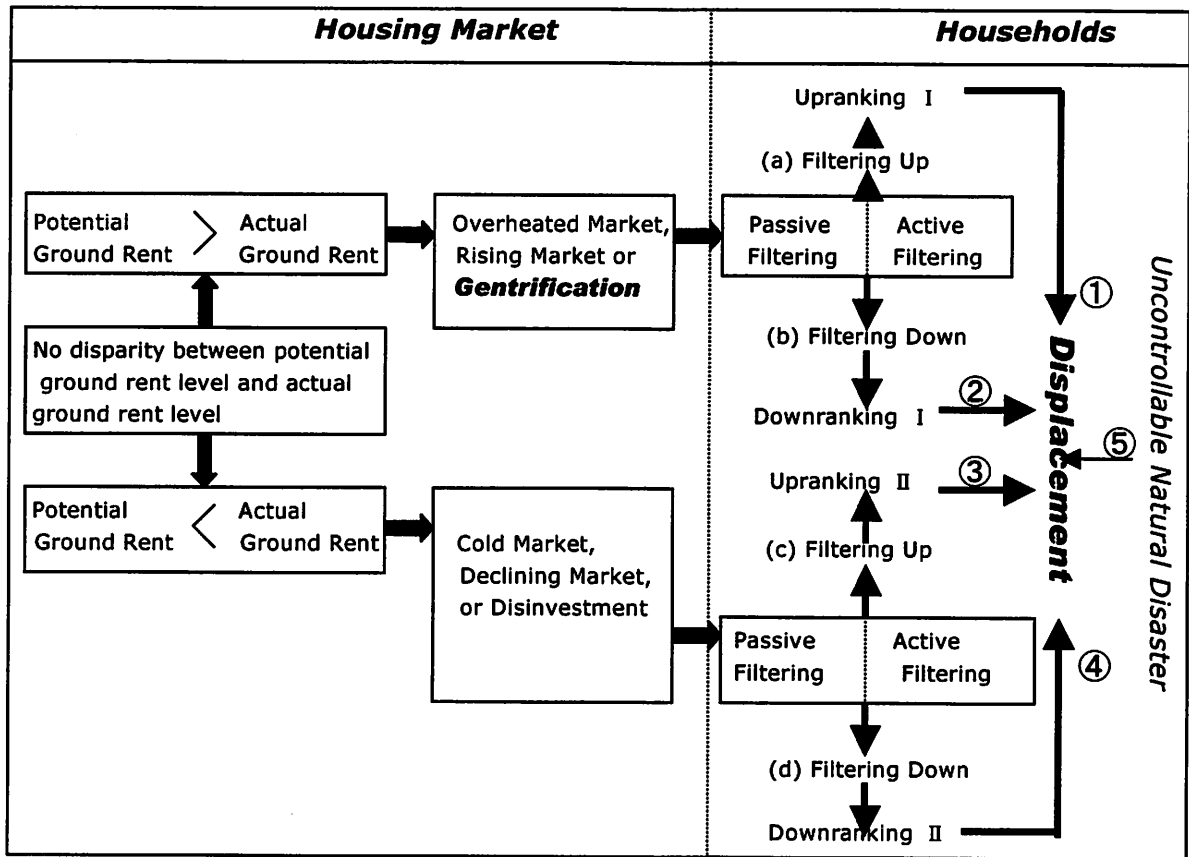 Housing Market
Households
Upranking I
(a) Filtering Up
Potential
Ground Rent
>
Actual
Ground Rent
Overheated Market,
Rising Market or
Gentrification
Passive
Filtering
Active
Filtering
①
(b) Filtering Down
No disparity between potential
ground rent level and actual
ground rent level
Downranking I
②
Displacement
⑤
Uncontrollable Natural Disaster
Upranking II
③
Potential
Ground Rent
<
Actual
Ground Rent
(c) Filtering Up
Cold Market,
Declining Market,
or Disinvestment
Passive
Filtering
Active
Filtering
④
(d) Filtering Down
Downranking II